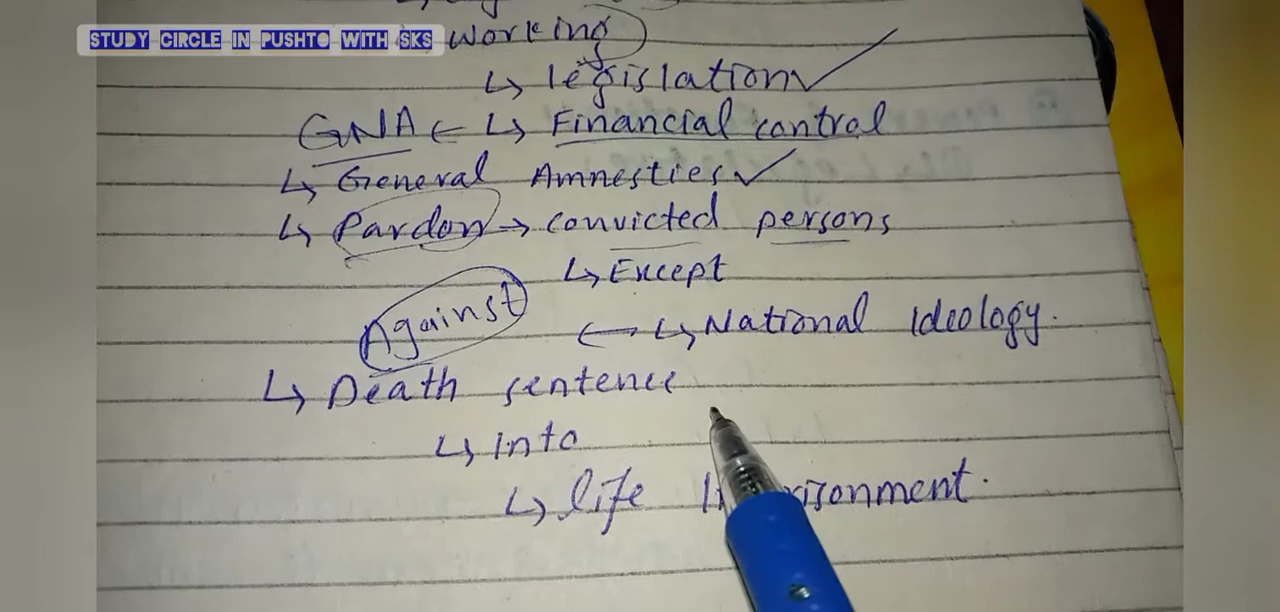 STUDY CIRCLE IN PUSHTO WITH SKS
working
↳ legislation ✓
GNA ← ↳ Financial control
↳ General Amnesties ✓
↳ Pardon → convicted persons
↳ Except
Against ← ↳ National Ideology.
↳ Death sentence
↳ Into
↳ life